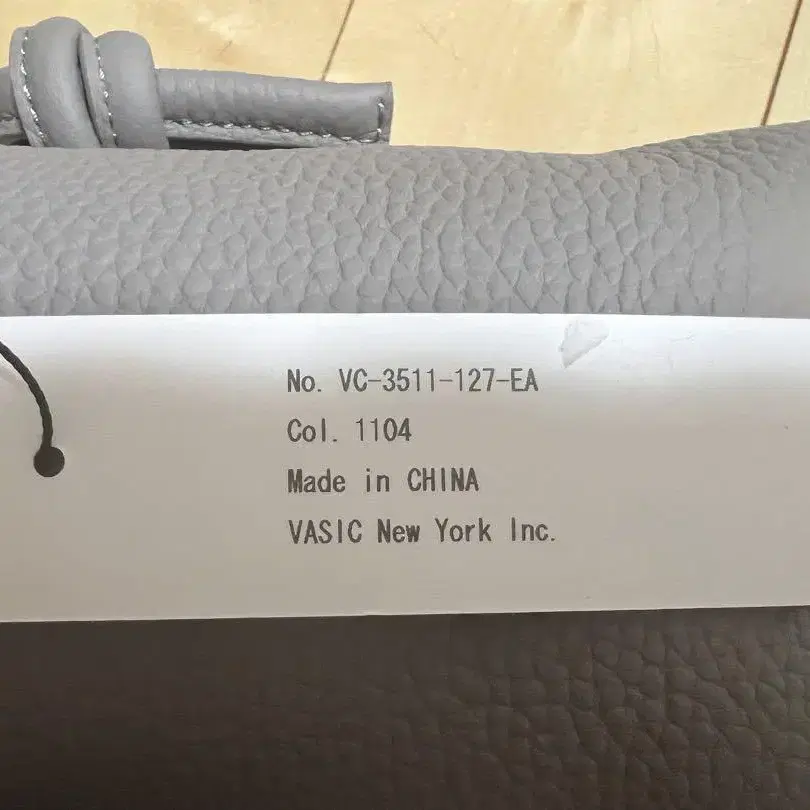 No. VC-3511-127-EA
Col. 1104
Made in CHINA
VASIC New York Inc.